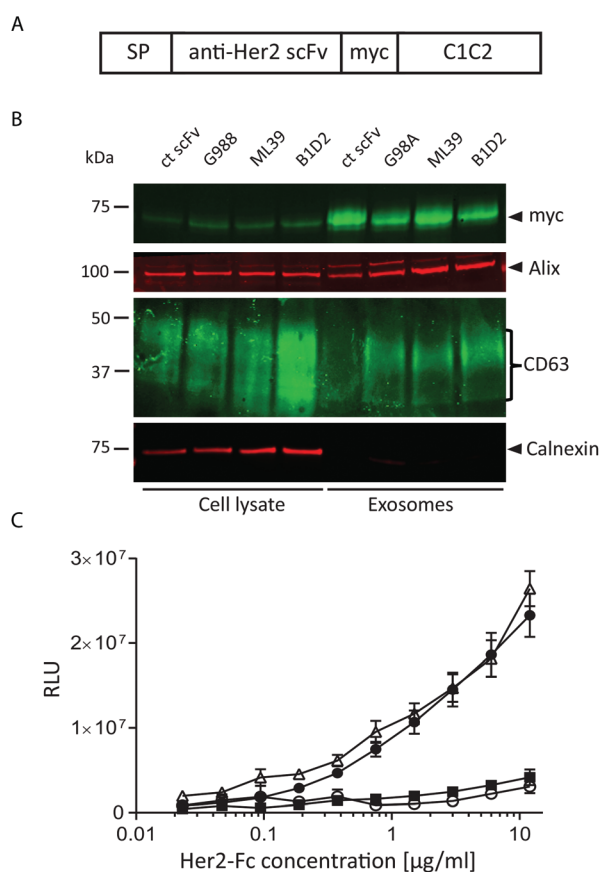 A
SP anti-Her2 scFv myc C1C2
B
kDa
ct scFv G988 ML39 B1D2 ct scFv G98A ML39 B1D2
75 myc
100 Alix
50
37 CD63
75 Calnexin
Cell lysate Exosomes
C
3×10⁷
2×10⁷
1×10⁷
0
RLU
0.01 0.1 1 10
Her2-Fc concentration [µg/ml]